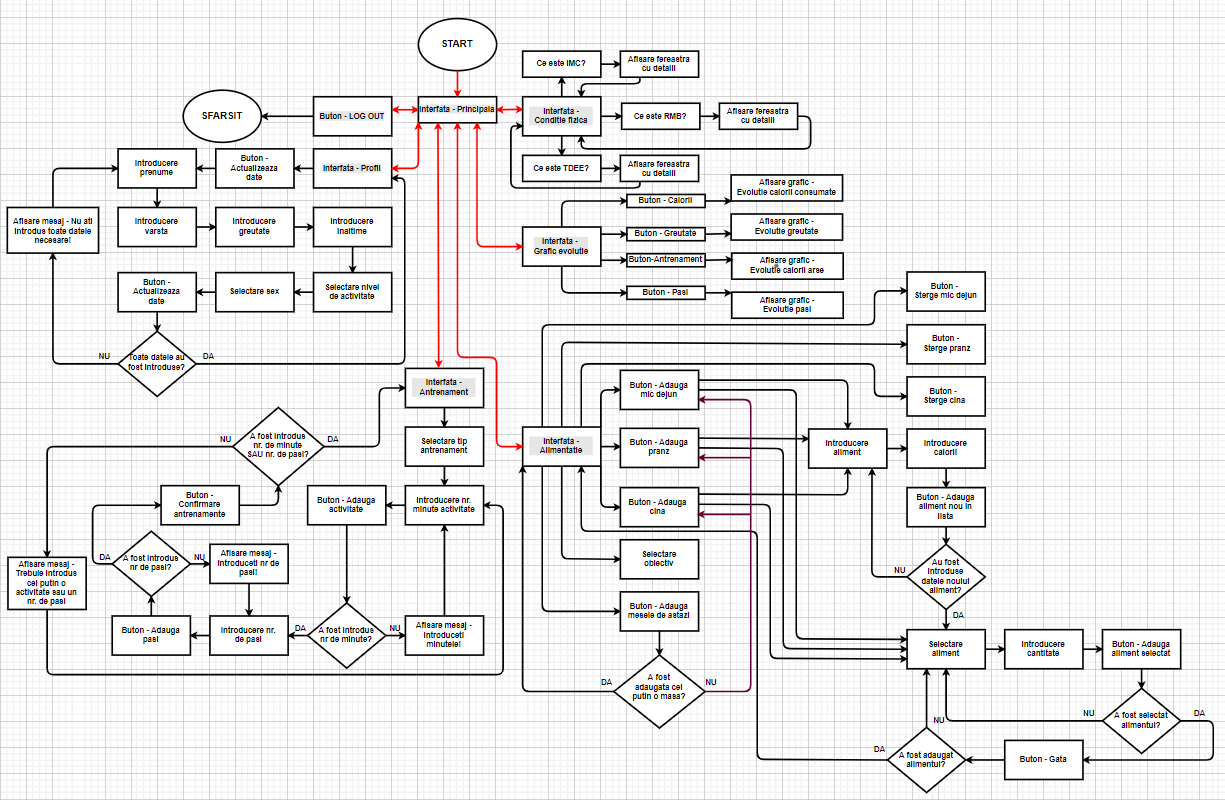 START
Ce este IMC?
Afisare fereastra
cu detalii
SFARSIT
Buton - LOG OUT
Interfata - Principala
Interfata -
Conditie fizica
Ce este RMB?
Afisare fereastra
cu detalii
Introducere
prenume
Buton -
Actualizeaza
date
Interfata - Profil
Ce este TDEE?
Afisare fereastra
cu detalii
Afisare mesaj - Nu ati
introdus toate datele
necesare!
Introducere
varsta
Introducere
greutate
Introducere
inaltime
Interfata -
Grafic evolutie
Buton - Calorii
Afisare grafic -
Evolutie calorii consumate
Buton - Greutate
Afisare grafic -
Evolutie greutate
Buton-Antrenament
Afisare grafic -
Evolutie calorii arse
Buton - Pasi
Afisare grafic -
Evolutie pasi
Buton -
Actualizeaza
date
Selectare sex
Selectare nivel
de activitate
Buton -
Sterge mic dejun
NU
Toate datele au
fost introduse?
DA
Buton -
Sterge pranz
Buton -
Sterge cina
Interfata -
Antrenament
Buton - Adauga
mic dejun
NU
A fost introdus
nr. de minute
SAU nr. de pasi?
DA
Selectare tip
antrenament
Interfata -
Alimentatie
Buton - Adauga
pranz
Introducere
aliment
Introducere
calorii
Buton -
Confirmare
antrenamente
Buton - Adauga
activitate
Introducere nr.
minute activitate
Buton - Adauga
cina
Buton - Adauga
aliment nou in
lista
Afisare mesaj -
Trebuie introdus
cel putin o
activitate sau un
nr. de pasi
DA
A fost introdus
nr de pasi?
NU
Afisare mesaj -
Introduceti nr de
pasi!
Selectare
obiectiv
NU
Au fost
introduse
datele noului
aliment?
DA
Buton - Adauga
pasi
Introducere nr.
de pasi
DA
A fost introdus
nr de minute?
NU
Afisare mesaj -
Introduceti
minutele!
Buton - Adauga
mesele de astazi
Selectare
aliment
Introducere
cantitate
Buton - Adauga
aliment selectat
DA
A fost
adaugata cel
putin o masa?
NU
NU
A fost selectat
alimentul?
DA
NU
DA
A fost adaugat
alimentul?
Buton - Gata